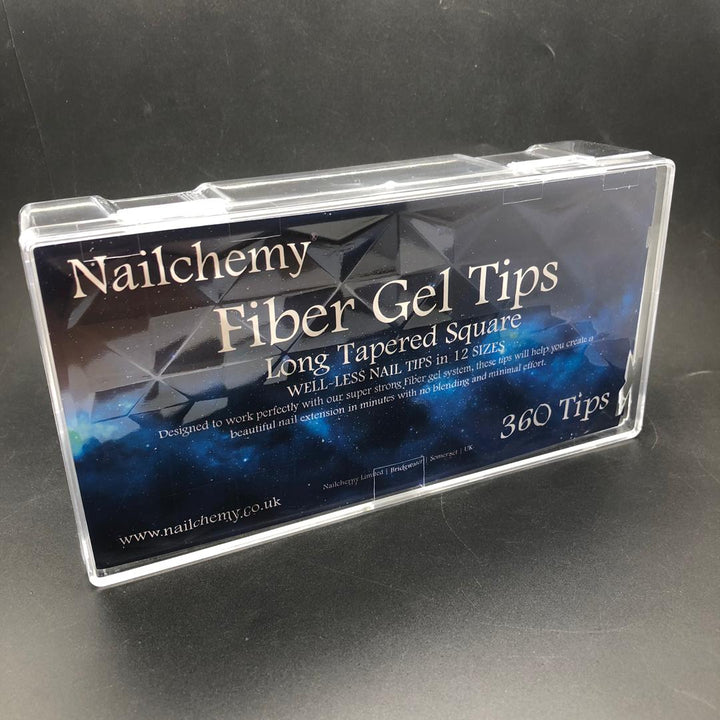 Nailchemy
Fiber Gel Tips
Long Tapered Square
WELL-LESS NAIL TIPS in 12 SIZES
Designed to work perfectly with our super strong Fiber gel system, these tips will help you create a
beautiful nail extension in minutes with no blending and minimal effort.
360 Tips
Nailchemy Limited | Bridgwater | Somerset | UK
www.nailchemy.co.uk